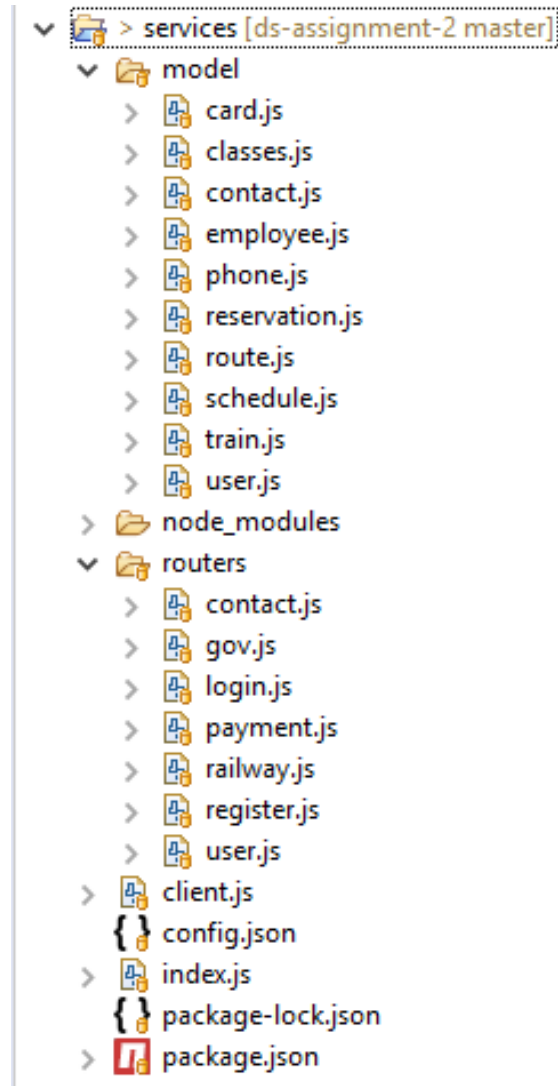 > services [ds-assignment-2 master]
model
card.js
classes.js
contact.js
employee.js
phone.js
reservation.js
route.js
schedule.js
train.js
user.js
node_modules
routers
contact.js
gov.js
login.js
payment.js
railway.js
register.js
user.js
client.js
config.json
index.js
package-lock.json
package.json